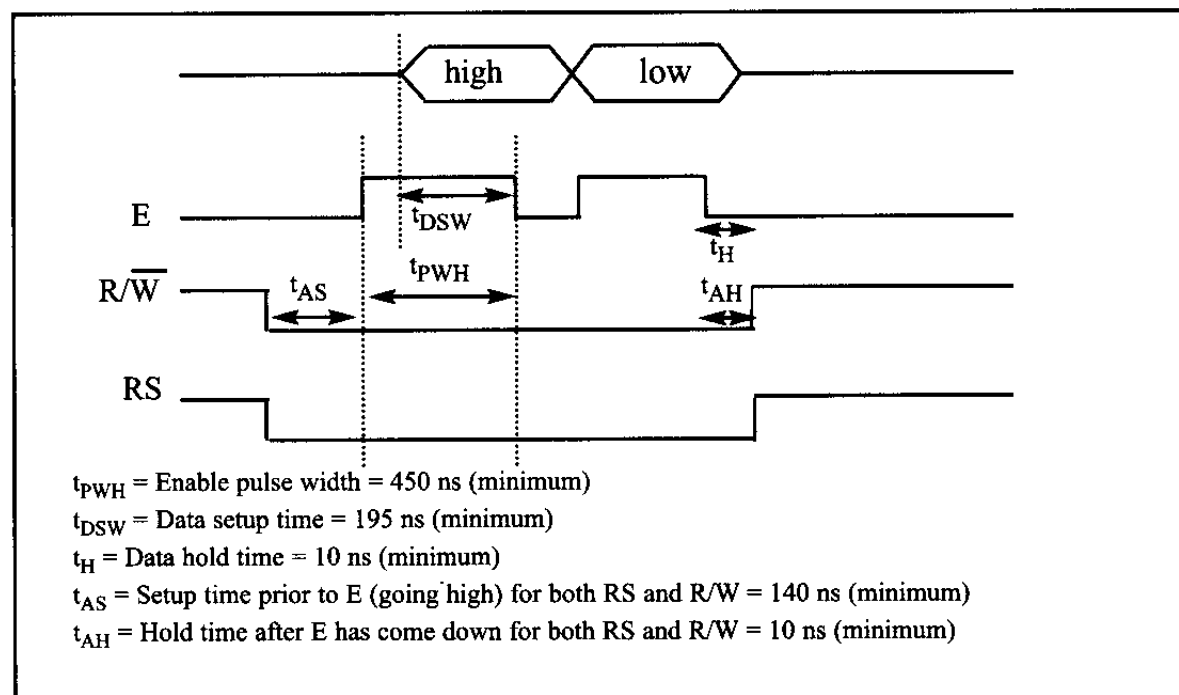 high low
E
t_DSW
t_H
R/W̅
t_AS
t_PWH
t_AH
RS
t_PWH = Enable pulse width = 450 ns (minimum)
t_DSW = Data setup time = 195 ns (minimum)
t_H = Data hold time = 10 ns (minimum)
t_AS = Setup time prior to E (going high) for both RS and R/W = 140 ns (minimum)
t_AH = Hold time after E has come down for both RS and R/W = 10 ns (minimum)